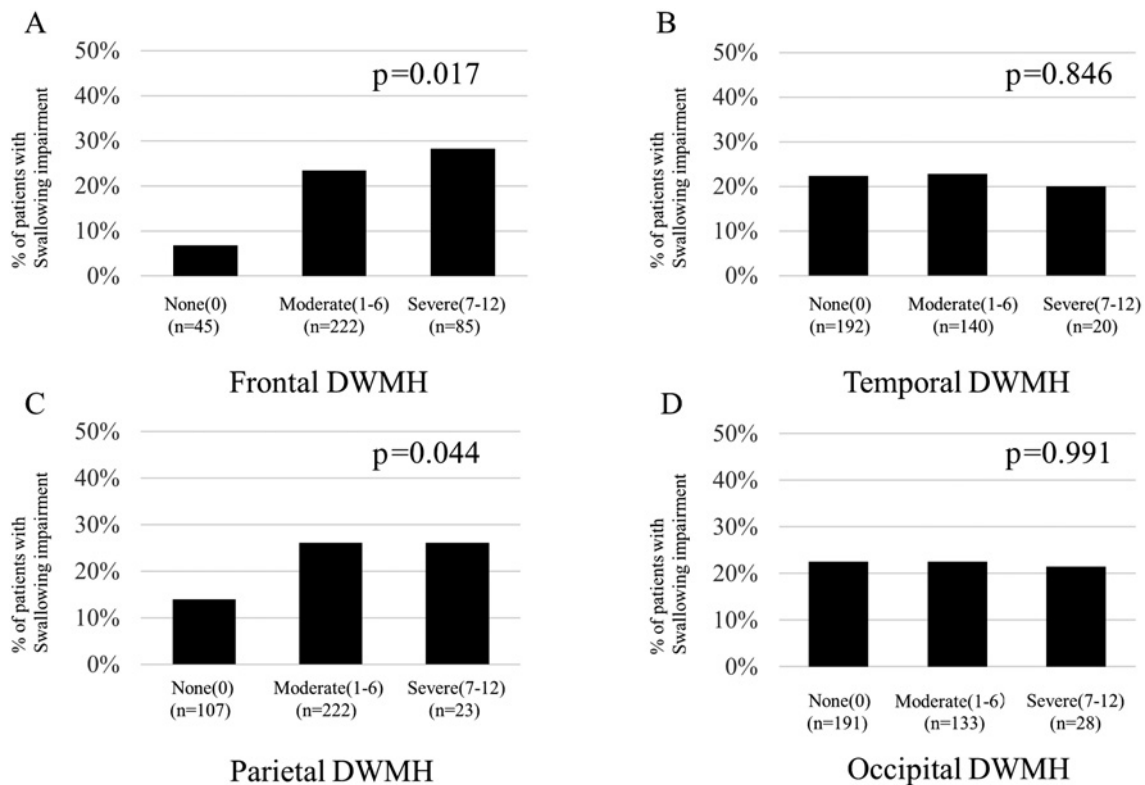 A
% of patients with
Swallowing impairment
50%
40%
30%
20%
10%
0%
p=0.017
None(0) Moderate(1-6) Severe(7-12)
(n=45) (n=222) (n=85)
Frontal DWMH
B
% of patients with
Swallowing impairment
50%
40%
30%
20%
10%
0%
p=0.846
None(0) Moderate(1-6) Severe(7-12)
(n=192) (n=140) (n=20)
Temporal DWMH
C
% of patients with
Swallowing impairment
50%
40%
30%
20%
10%
0%
p=0.044
None(0) Moderate(1-6) Severe(7-12)
(n=107) (n=222) (n=23)
Parietal DWMH
D
% of patients with
Swallowing impairment
50%
40%
30%
20%
10%
0%
p=0.991
None(0) Moderate(1-6) Severe(7-12)
(n=191) (n=133) (n=28)
Occipital DWMH